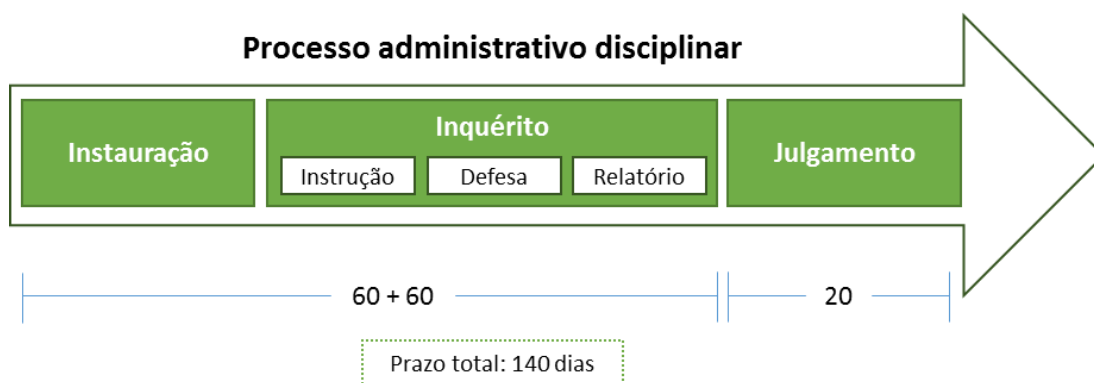 Processo administrativo disciplinar
Instauração
Inquérito
Instrução
Defesa
Relatório
Julgamento
60 + 60
20
Prazo total: 140 dias